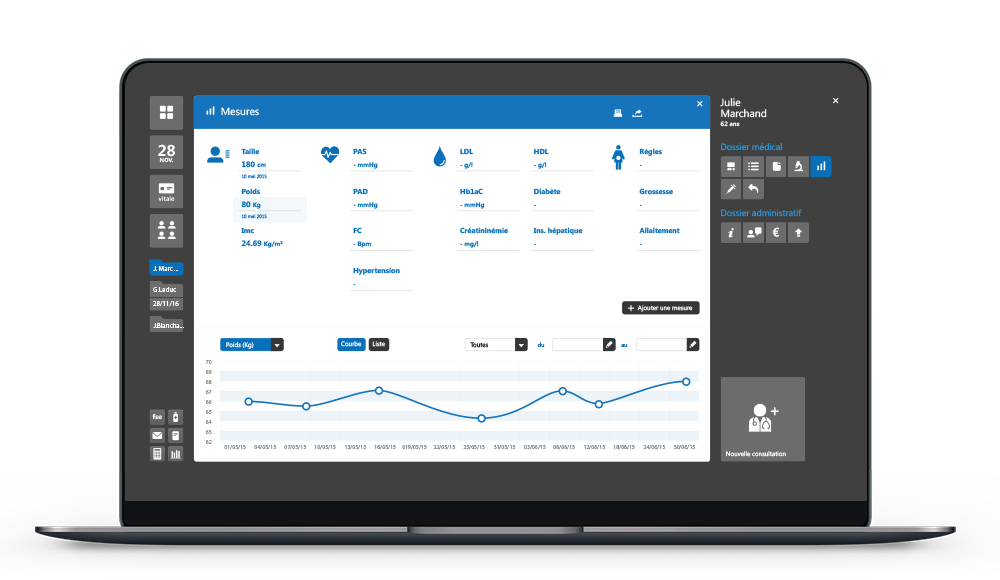 28
NOV.
vitale
J. Marc...
G.Leduc
28/11/16
J.Blancha...
fse
Mesures
Taille
180 cm
10 mai 2015
Poids
80 Kg
10 mai 2015
Imc
24.69 Kg/m²
PAS
- mmHg
PAD
- mmHg
FC
- Bpm
Hypertension
-
LDL
- g/l
HDL
- g/l
Hb1aC
- mmHg
Diabète
-
Créatininémie
- mg/l
Ins. hépatique
-
Règles
-
Grossesse
-
Allaitement
-
+ Ajouter une mesure
Poids (Kg)
Courbe
Liste
Toutes
du
au
70
69
68
67
66
65
64
65
62
01/05/15 04/05/15 07/05/15 10/05/15 13/05/15 16/05/15 019/05/15 22/05/15 25/05/15 31/05/15 03/06/15 06/06/15 12/06/15 18/06/15 24/06/15 30/06/15
Julie
Marchand
62 ans
Dossier médical
Dossier administratif
i
€
Nouvelle consultation